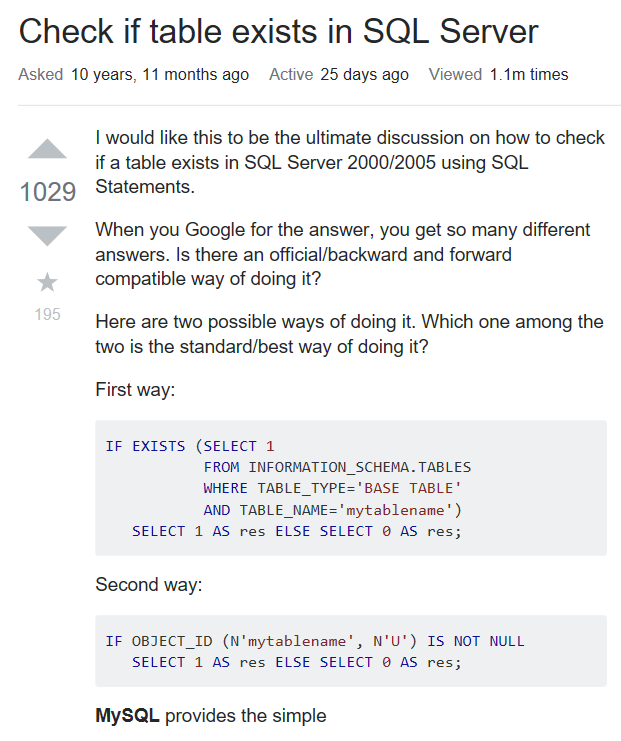 Check if table exists in SQL Server
Asked 10 years, 11 months ago Active 25 days ago Viewed 1.1m times
1029
195
I would like this to be the ultimate discussion on how to check
if a table exists in SQL Server 2000/2005 using SQL
Statements.
When you Google for the answer, you get so many different
answers. Is there an official/backward and forward
compatible way of doing it?
Here are two possible ways of doing it. Which one among the
two is the standard/best way of doing it?
First way:
IF EXISTS (SELECT 1
FROM INFORMATION_SCHEMA.TABLES
WHERE TABLE_TYPE='BASE TABLE'
AND TABLE_NAME='mytablename')
SELECT 1 AS res ELSE SELECT 0 AS res;
Second way:
IF OBJECT_ID (N'mytablename', N'U') IS NOT NULL
SELECT 1 AS res ELSE SELECT 0 AS res;
MySQL provides the simple